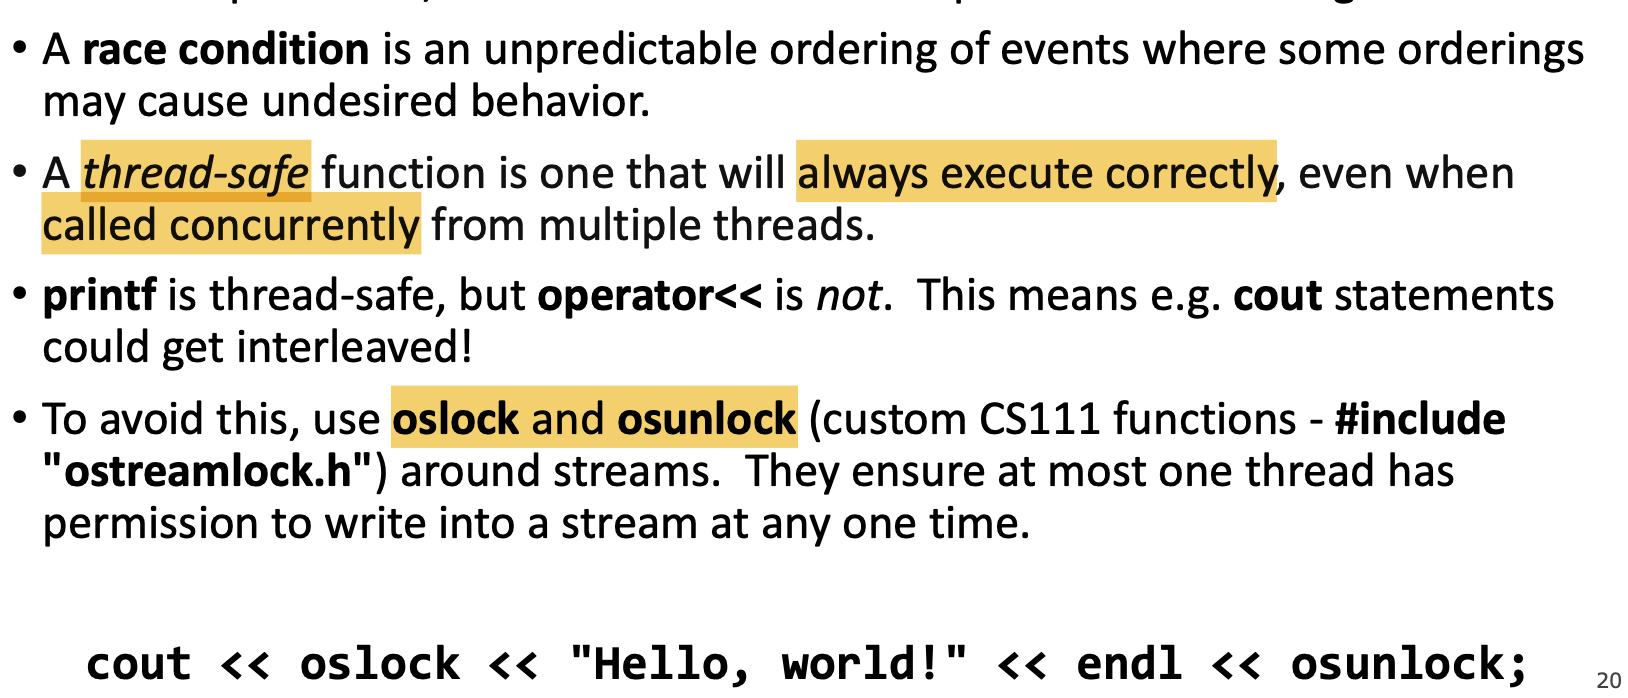 • A race condition is an unpredictable ordering of events where some orderings
may cause undesired behavior.
• A thread-safe function is one that will always execute correctly, even when
called concurrently from multiple threads.
• printf is thread-safe, but operator<< is not.  This means e.g. cout statements
could get interleaved!
• To avoid this, use oslock and osunlock (custom CS111 functions - #include
"ostreamlock.h") around streams.  They ensure at most one thread has
permission to write into a stream at any one time.
cout << oslock << "Hello, world!" << endl << osunlock;
20